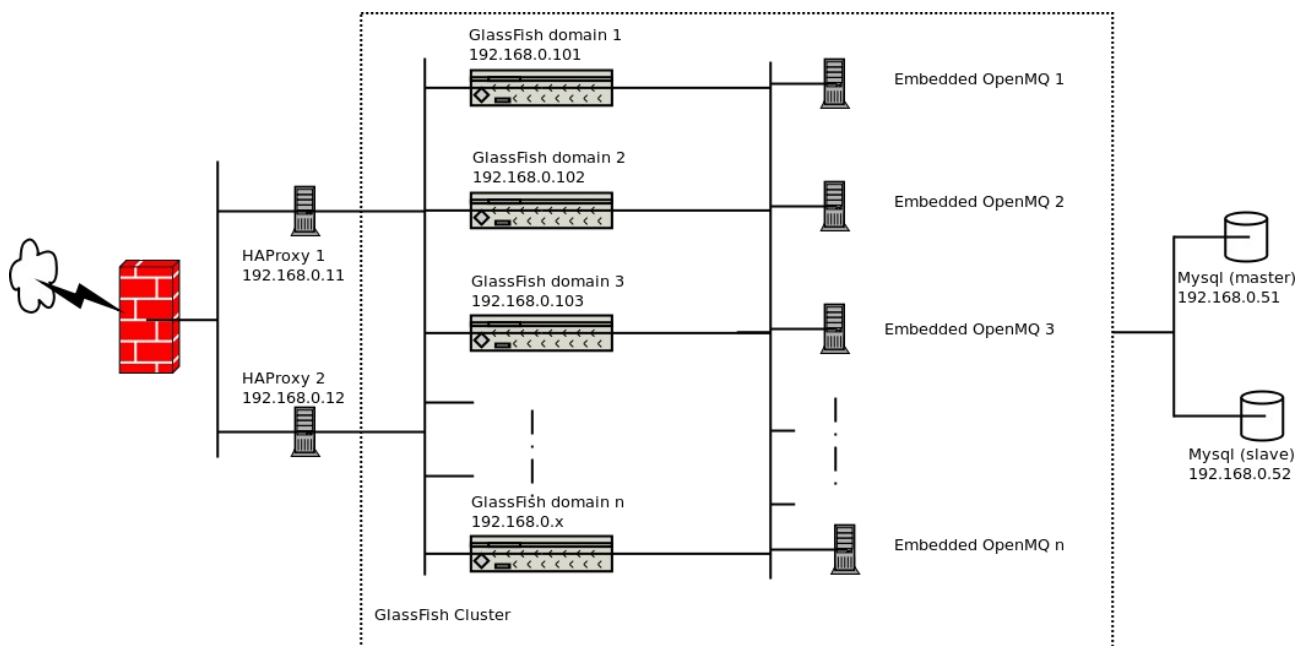 GlassFish domain 1
192.168.0.101
Embedded OpenMQ 1
GlassFish domain 2
192.168.0.102
Embedded OpenMQ 2
HAProxy 1
192.168.0.11
GlassFish domain 3
192.168.0.103
Embedded OpenMQ 3
Mysql (master)
192.168.0.51
HAProxy 2
192.168.0.12
Mysql (slave)
192.168.0.52
GlassFish domain n
192.168.0.x
Embedded OpenMQ n
GlassFish Cluster